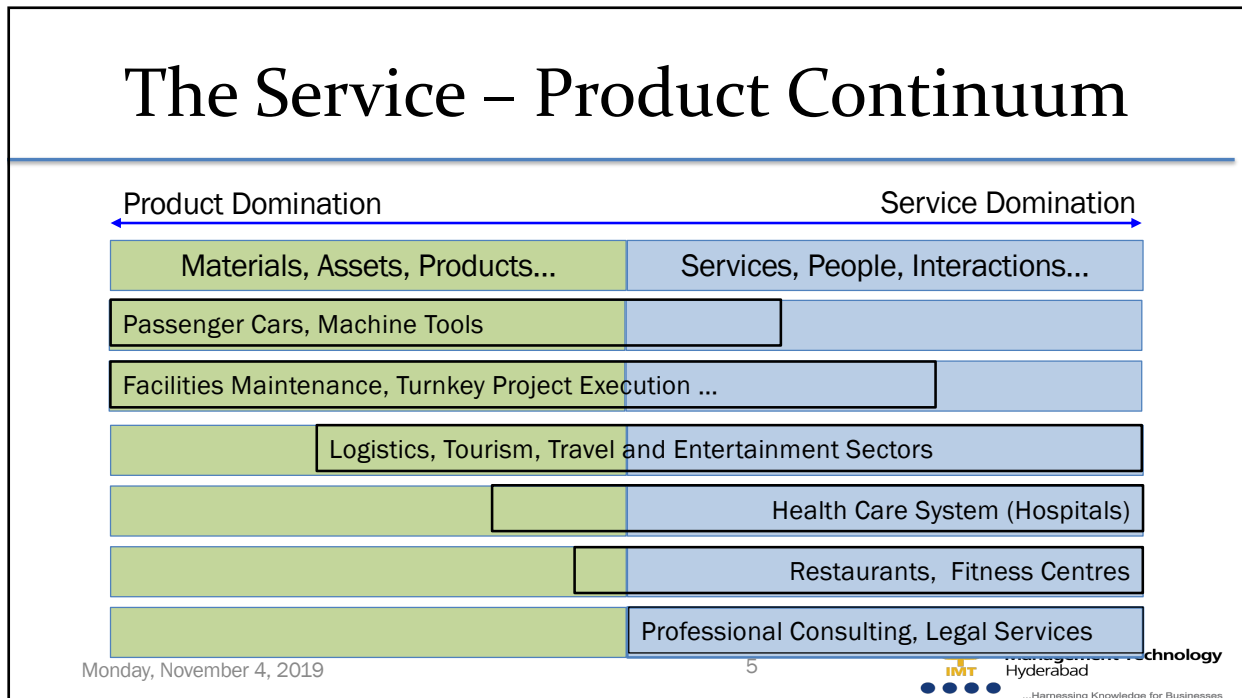 The Service – Product Continuum
Product Domination
Service Domination
Materials, Assets, Products...
Services, People, Interactions...
Passenger Cars, Machine Tools
Facilities Maintenance, Turnkey Project Execution ...
Logistics, Tourism, Travel and Entertainment Sectors
Health Care System (Hospitals)
Restaurants, Fitness Centres
Professional Consulting, Legal Services
Monday, November 4, 2019
5
IMT
Management Technology
Hyderabad
...Harnessing Knowledge for Businesses